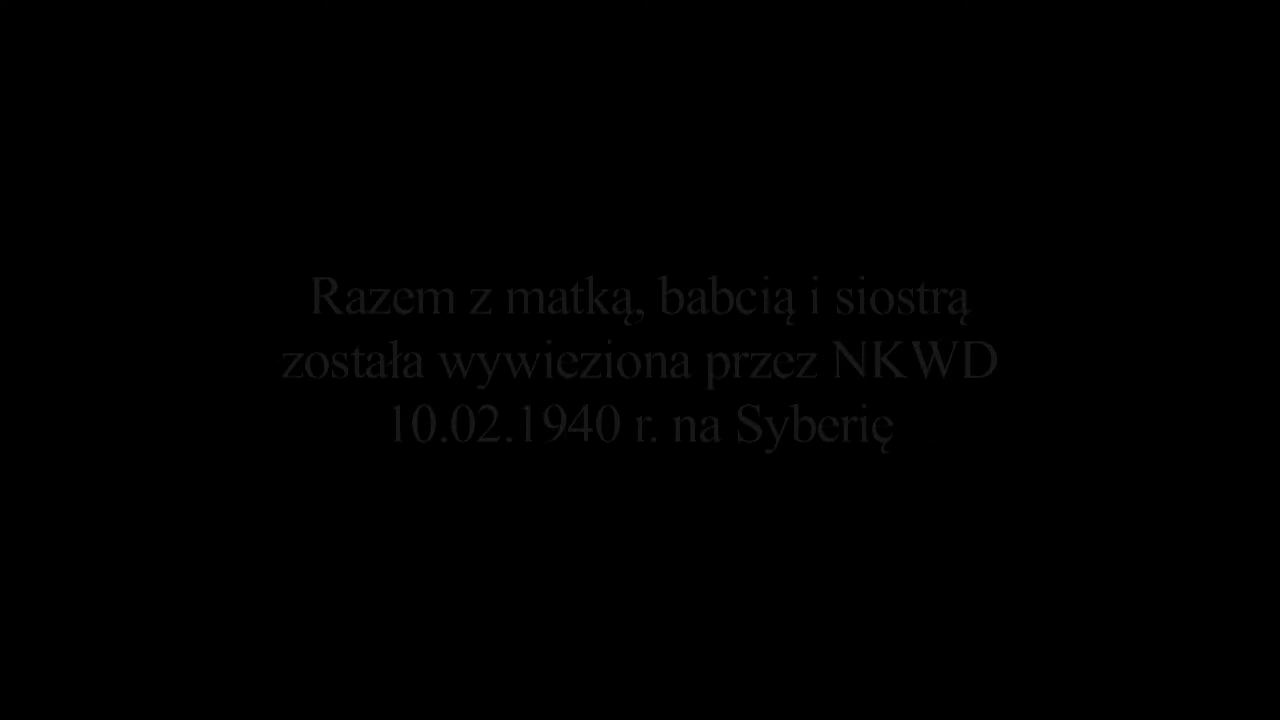 Razem z matką, babcią i siostrą
została wywieziona przez NKWD
10.02.1940 r. na Syberię